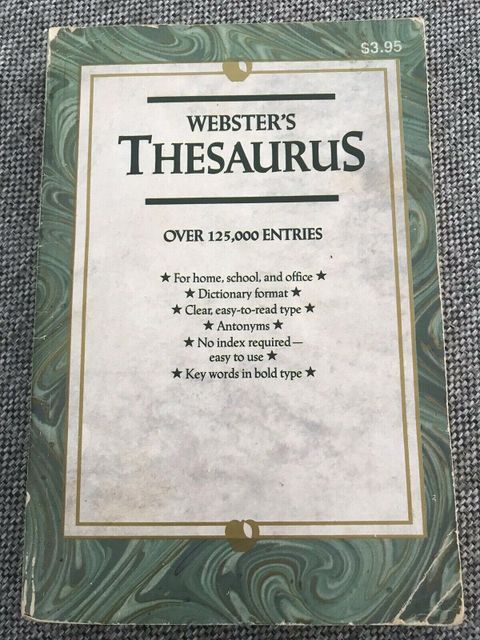 $3.95
WEBSTER'S
THESAURUS
OVER 125,000 ENTRIES
★ For home, school, and office ★
★ Dictionary format ★
★ Clear, easy-to-read type ★
★ Antonyms ★
★ No index required—
easy to use ★
★ Key words in bold type ★